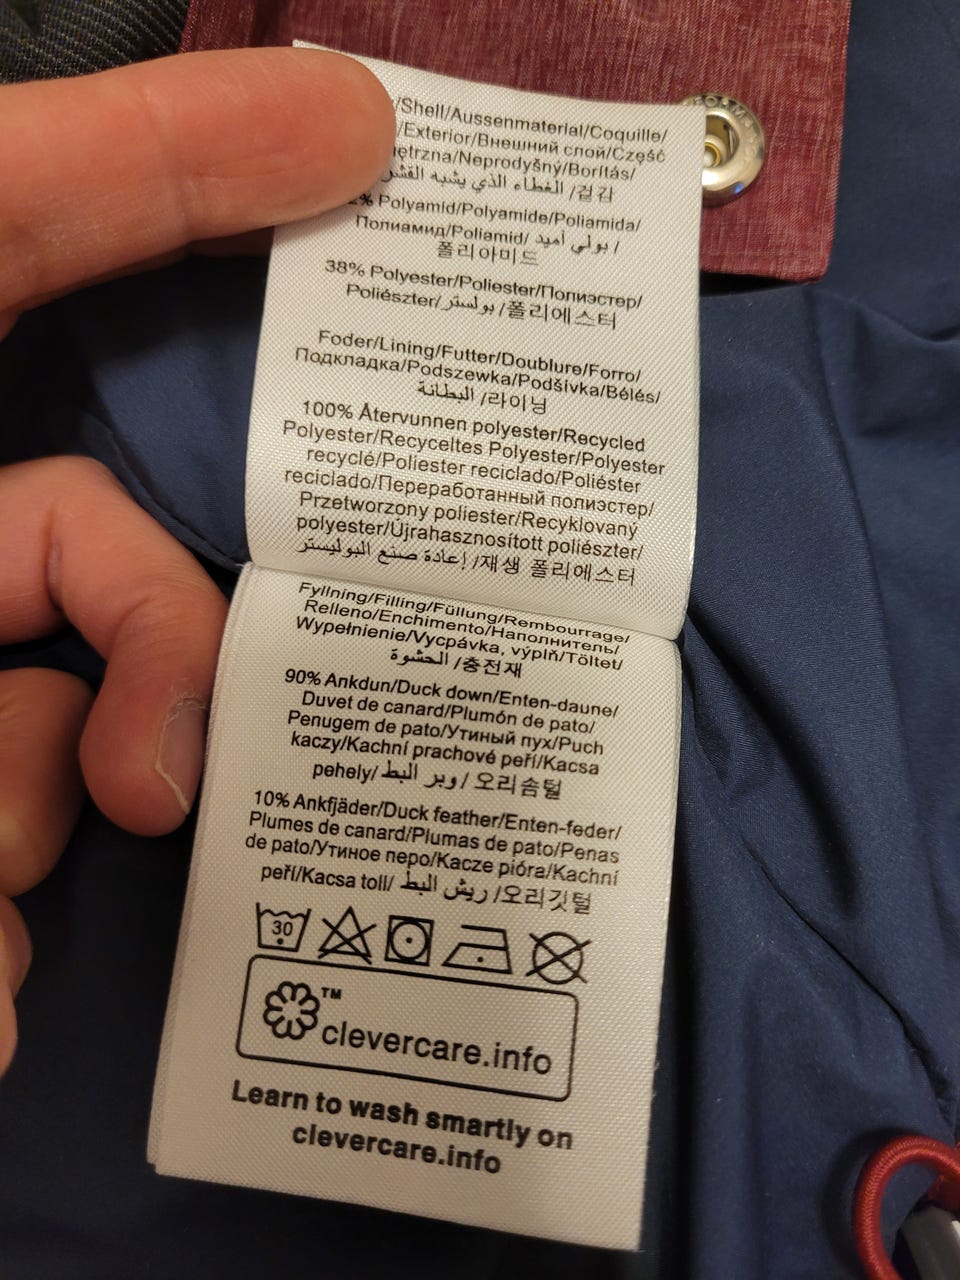 /Shell/Aussenmaterial/Coquille/
/Exterior/Внешний слой/Część
/Neprodyšný/Borítás/
الغطاء الذي يشبه القشر /겉감
% Polyamid/Polyamide/Poliamida/
Полиамид/Poliamid/ بولي أميد /
폴리아미드
38% Polyester/Poliester/Полиэстер/
Poliészter/ بولستر /폴리에스터
Foder/Lining/Futter/Doublure/Forro/
Подкладка/Podszewka/Podšívka/Bélés/
البطانة /라이닝
100% Återvunnen polyester/Recycled
Polyester/Recyceltes Polyester/Polyester
recyclé/Poliester reciclado/Poliéster
reciclado/Переработанный полиэстер/
Przetworzony poliester/Recyklovaný
polyester/Újrahasznosított poliészter/
إعادة صنع البوليستر /재생 폴리에스터
Fyllning/Filling/Füllung/Rembourrage/
Relleno/Enchimento/Наполнитель/
Wypełnienie/Vycpávka, výplň/Töltet/
الحشوة /충전재
90% Ankdun/Duck down/Enten-daune/
Duvet de canard/Plumón de pato/
Penugem de pato/Утиный пух/Puch
kaczy/Kachní prachové peří/Kacsa
pehely/ وبر البط /오리솜털
10% Ankfjäder/Duck feather/Enten-feder/
Plumes de canard/Plumas de pato/Penas
de pato/Утиное перо/Kacze pióra/Kachní
peří/Kacsa toll/ ريش البط /오리깃털
30
TM
clevercare.info
Learn to wash smartly on
clevercare.info